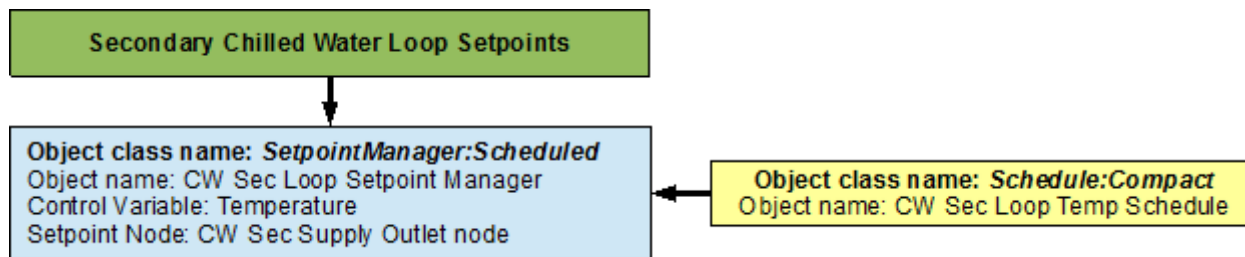 Secondary Chilled Water Loop Setpoints
Object class name: SetpointManager:Scheduled
Object name: CW Sec Loop Setpoint Manager
Control Variable: Temperature
Setpoint Node: CW Sec Supply Outlet node
Object class name: Schedule:Compact
Object name: CW Sec Loop Temp Schedule